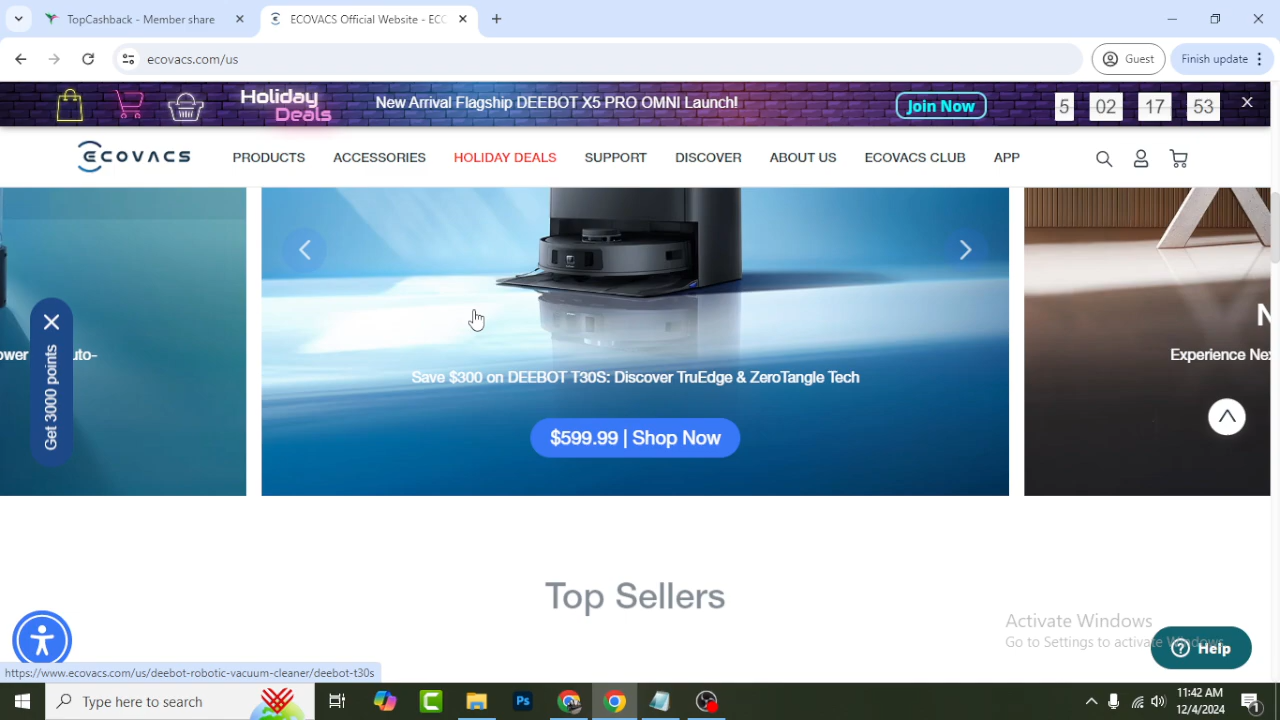 TopCashback - Member share
ECOVACS Official Website - ECO
ecovacs.com/us
Guest
Finish update
Holiday Deals
New Arrival Flagship DEEBOT X5 PRO OMNI Launch!
Join Now
5 02 17 53
ECOVACS
PRODUCTS ACCESSORIES HOLIDAY DEALS SUPPORT DISCOVER ABOUT US ECOVACS CLUB APP
Get 3000 points
ower
uto-
Save $300 on DEEBOT T30S: Discover TruEdge & ZeroTangle Tech
$599.99 | Shop Now
N
Experience Nex
Top Sellers
Activate Windows
Go to Settings to activate Windows.
Help
https://www.ecovacs.com/us/deebot-robotic-vacuum-cleaner/deebot-t30s
Type here to search
Ps
11:42 AM
12/4/2024
1